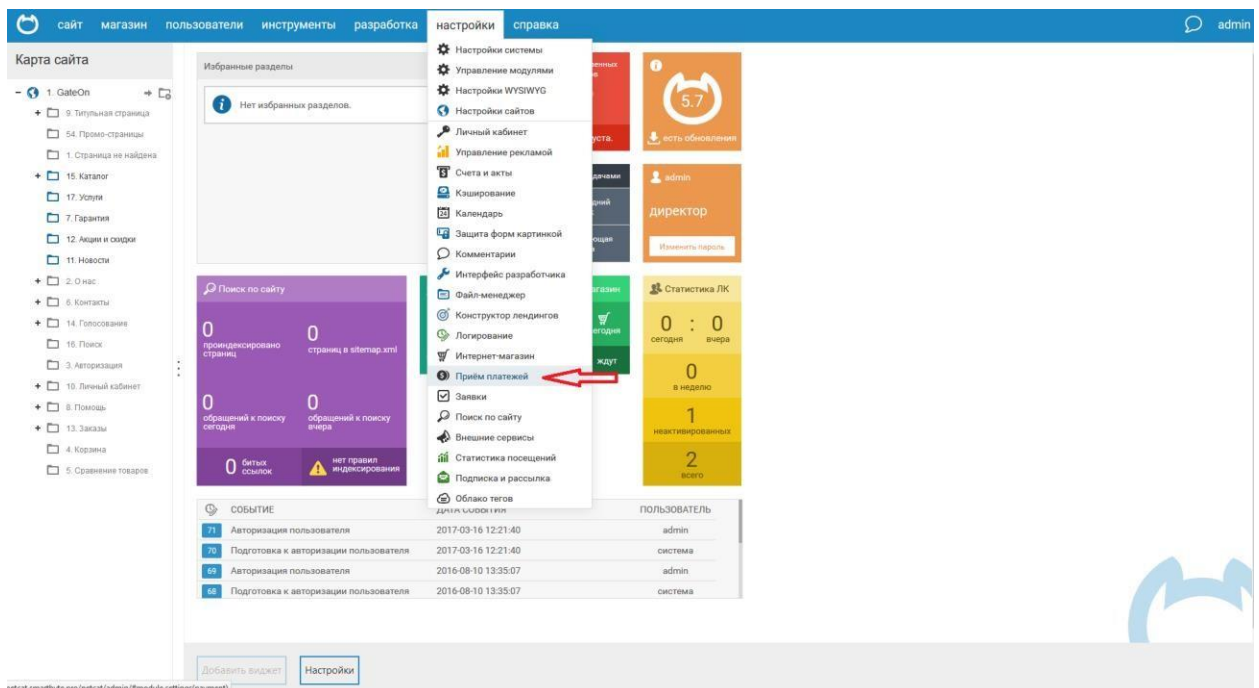 сайт магазин пользователи инструменты разработка настройки справка admin
Карта сайта
1. GateOn
9. Титульная страница
54. Промо-страницы
1. Страница не найдена
15. Каталог
17. Услуги
7. Гарантия
12. Акции и скидки
11. Новости
2. О нас
6. Контакты
14. Голосования
16. Поиск
3. Авторизация
10. Личный кабинет
8. Помощь
13. Заказы
4. Корзина
5. Сравнение товаров
Избранные разделы
Нет избранных разделов.
Настройки системы
Управление модулями
Настройки WYSIWYG
Настройки сайтов
Личный кабинет
Управление рекламой
Счета и акты
Кэширование
Календарь
Защита форм картинкой
Комментарии
Интерфейс разработчика
Файл-менеджер
Конструктор лендингов
Логирование
Интернет-магазин
Приём платежей
Заявки
Поиск по сайту
Внешние сервисы
Статистика посещений
Подписка и рассылка
Облако тегов
5.7
есть обновления
admin
директор
Изменить пароль
Поиск по сайту
0
проиндексировано
страниц
0
страниц в sitemap.xml
0
обращений к поиску
сегодня
0
обращений к поиску
вчера
0 битых
ссылок
нет правил
индексирования
ждут
Статистика ЛК
0 : 0
сегодня вчера
0
в неделю
1
неактивированных
2
всего
СОБЫТИЕ ДАТА СОБЫТИЯ ПОЛЬЗОВАТЕЛЬ
71 Авторизация пользователя 2017-03-16 12:21:40 admin
70 Подготовка к авторизации пользователя 2017-03-16 12:21:40 система
69 Авторизация пользователя 2016-08-10 13:35:07 admin
68 Подготовка к авторизации пользователя 2016-08-10 13:35:07 система
Добавить виджет Настройки